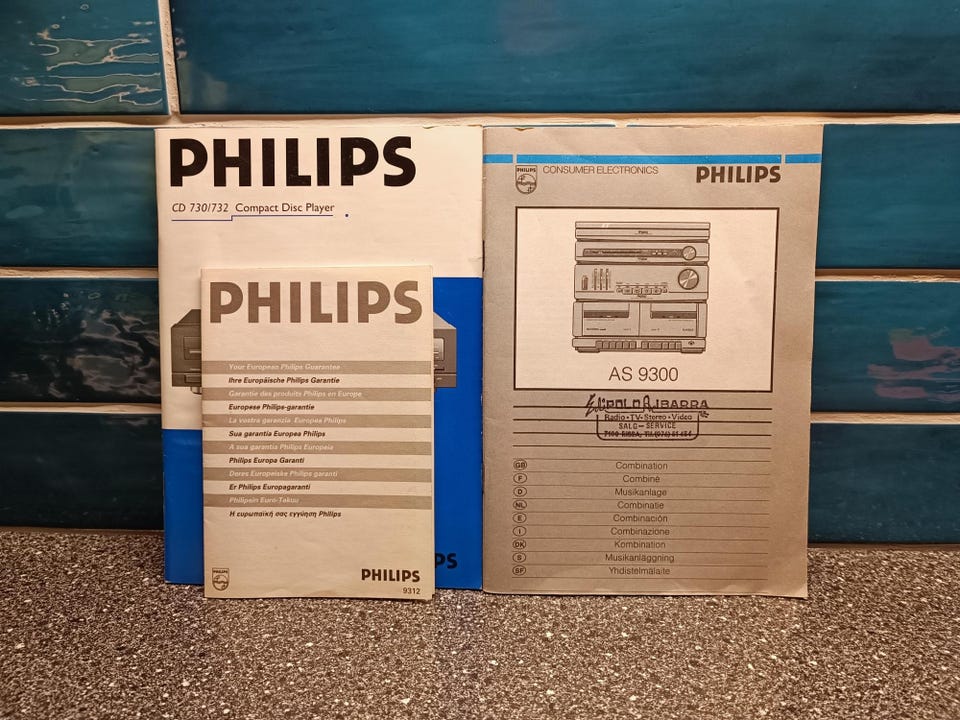 PHILIPS
CD 730/732 Compact Disc Player
PS
PHILIPS
Your European Philips Guarantee
Ihre Europäische Philips Garantie
Garantie des produits Philips en Europe
Europese Philips-garantie
La vostra garanzia Europea Philips
Sua garantia Europea Philips
A sua garantia Philips Europeia
Philips Europa Garanti
Deres Europeiske Philips garanti
Er Philips Europagaranti
Philipsin Euro-Takuu
Η ευρωπαϊκή σας εγγύηση Philips
PHILIPS
PHILIPS
9312
PHILIPS
CONSUMER ELECTRONICS
PHILIPS
AS 9300
IBARRA
Radio-TV-Stereo-Video
SALG-SERVICE
GB Combination
F Combiné
D Musikanlage
NL Combinatie
E Combinación
I Combinazione
DK Kombination
S Musikanläggning
SF Yhdistelmälaite